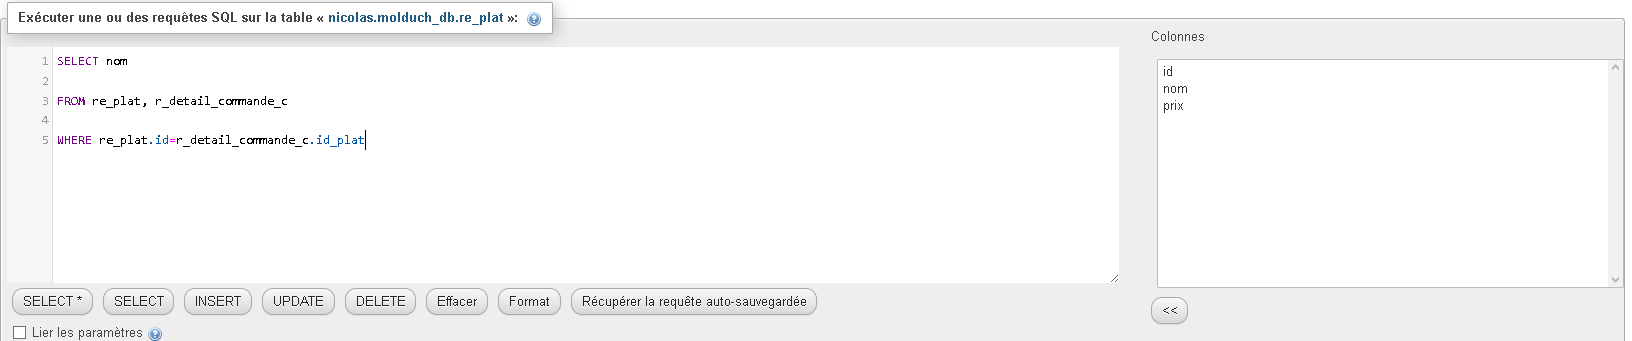 Exécuter une ou des requêtes SQL sur la table « nicolas.molduch_db.re_plat »:
Colonnes
1 SELECT nom
2
3 FROM re_plat, r_detail_commande_c
4
5 WHERE re_plat.id=r_detail_commande_c.id_plat
id
nom
prix
SELECT * SELECT INSERT UPDATE DELETE Effacer Format Récupérer la requête auto-sauvegardée <<
Lier les paramètres